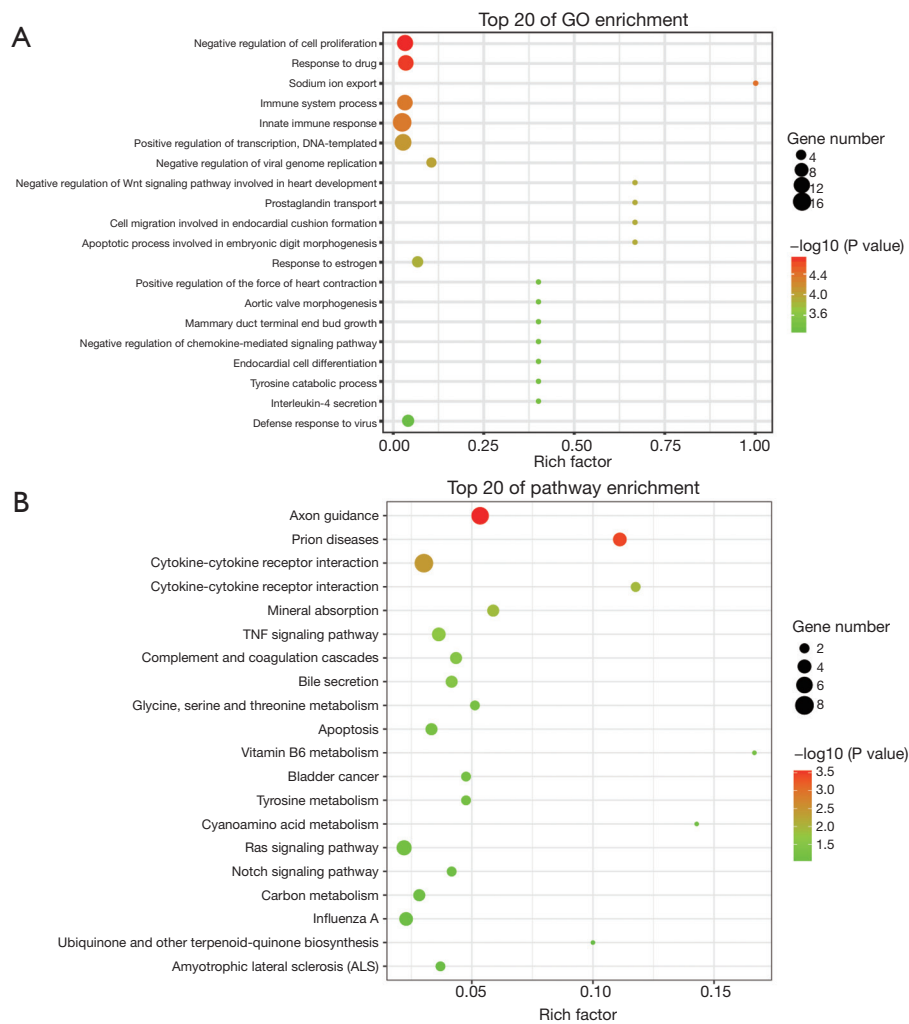 A
Top 20 of GO enrichment
Negative regulation of cell proliferation
Response to drug
Sodium ion export
Immune system process
Innate immune response
Positive regulation of transcription, DNA-templated
Negative regulation of viral genome replication
Negative regulation of Wnt signaling pathway involved in heart development
Prostaglandin transport
Cell migration involved in endocardial cushion formation
Apoptotic process involved in embryonic digit morphogenesis
Response to estrogen
Positive regulation of the force of heart contraction
Aortic valve morphogenesis
Mammary duct terminal end bud growth
Negative regulation of chemokine-mediated signaling pathway
Endocardial cell differentiation
Tyrosine catabolic process
Interleukin-4 secretion
Defense response to virus
0.00 0.25 0.50 0.75 1.00
Rich factor
Gene number
4
8
12
16
−log10 (P value)
4.4
4.0
3.6
B
Top 20 of pathway enrichment
Axon guidance
Prion diseases
Cytokine-cytokine receptor interaction
Cytokine-cytokine receptor interaction
Mineral absorption
TNF signaling pathway
Complement and coagulation cascades
Bile secretion
Glycine, serine and threonine metabolism
Apoptosis
Vitamin B6 metabolism
Bladder cancer
Tyrosine metabolism
Cyanoamino acid metabolism
Ras signaling pathway
Notch signaling pathway
Carbon metabolism
Influenza A
Ubiquinone and other terpenoid-quinone biosynthesis
Amyotrophic lateral sclerosis (ALS)
0.05 0.10 0.15
Rich factor
Gene number
2
4
6
8
−log10 (P value)
3.5
3.0
2.5
2.0
1.5